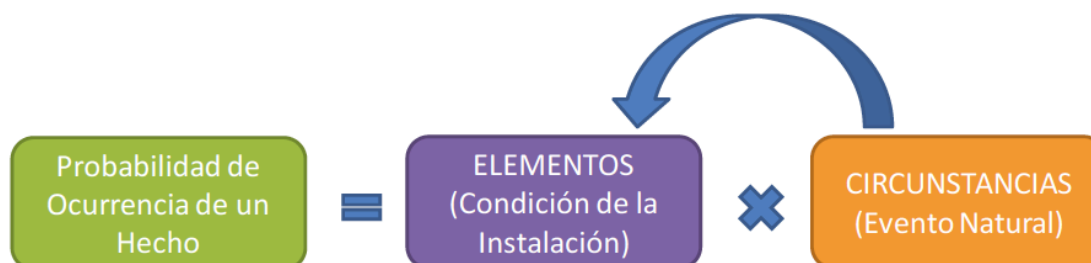 Probabilidad de
Ocurrencia de un
Hecho
ELEMENTOS
(Condición de la
Instalación)
CIRCUNSTANCIAS
(Evento Natural)